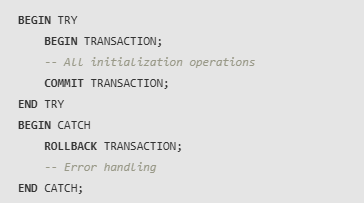 BEGIN TRY
    BEGIN TRANSACTION;
    -- All initialization operations
    COMMIT TRANSACTION;
END TRY
BEGIN CATCH
    ROLLBACK TRANSACTION;
    -- Error handling
END CATCH;